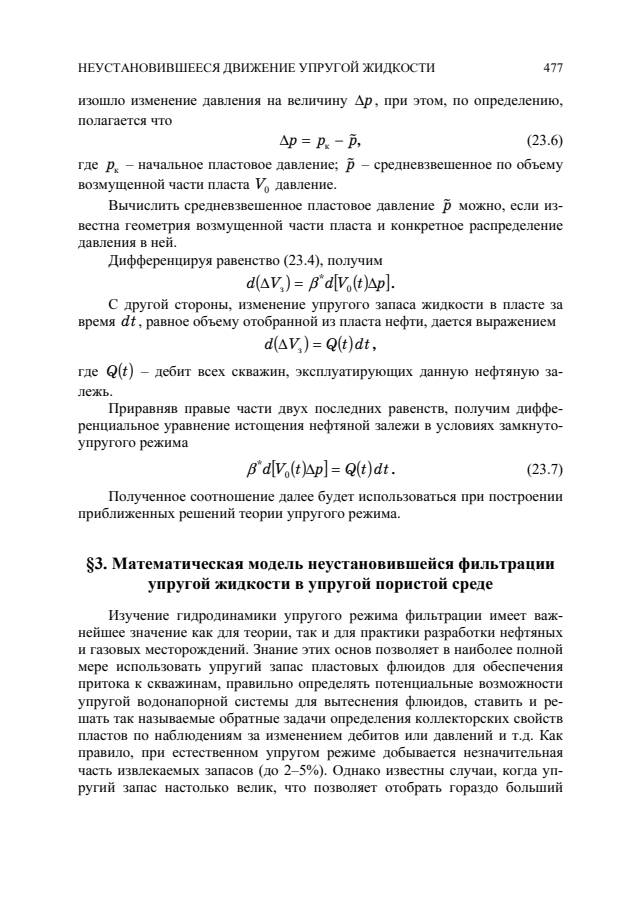 НЕУСТАНОВИВШЕЕСЯ ДВИЖЕНИЕ УПРУГОЙ ЖИДКОСТИ 477
изошло изменение давления на величину Δp, при этом, по определению,
полагается что
Δp = pк − p̃, (23.6)
где pк – начальное пластовое давление; p̃ – средневзвешенное по объему
возмущенной части пласта V₀ давление.
Вычислить средневзвешенное пластовое давление p̃ можно, если из-
вестна геометрия возмущенной части пласта и конкретное распределение
давления в ней.
Дифференцируя равенство (23.4), получим
d(ΔVз) = β*d[V₀(t)Δp].
С другой стороны, изменение упругого запаса жидкости в пласте за
время dt, равное объему отобранной из пласта нефти, дается выражением
d(ΔVз) = Q(t)dt,
где Q(t) – дебит всех скважин, эксплуатирующих данную нефтяную за-
лежь.
Приравняв правые части двух последних равенств, получим диффе-
ренциальное уравнение истощения нефтяной залежи в условиях замкнуто-
упругого режима
β*d[V₀(t)Δp] = Q(t)dt. (23.7)
Полученное соотношение далее будет использоваться при построении
приближенных решений теории упругого режима.
§3. Математическая модель неустановившейся фильтрации
упругой жидкости в упругой пористой среде
Изучение гидродинамики упругого режима фильтрации имеет важ-
нейшее значение как для теории, так и для практики разработки нефтяных
и газовых месторождений. Знание этих основ позволяет в наиболее полной
мере использовать упругий запас пластовых флюидов для обеспечения
притока к скважинам, правильно определять потенциальные возможности
упругой водонапорной системы для вытеснения флюидов, ставить и ре-
шать так называемые обратные задачи определения коллекторских свойств
пластов по наблюдениям за изменением дебитов или давлений и т.д. Как
правило, при естественном упругом режиме добывается незначительная
часть извлекаемых запасов (до 2–5%). Однако известны случаи, когда уп-
ругий запас настолько велик, что позволяет отобрать гораздо больший